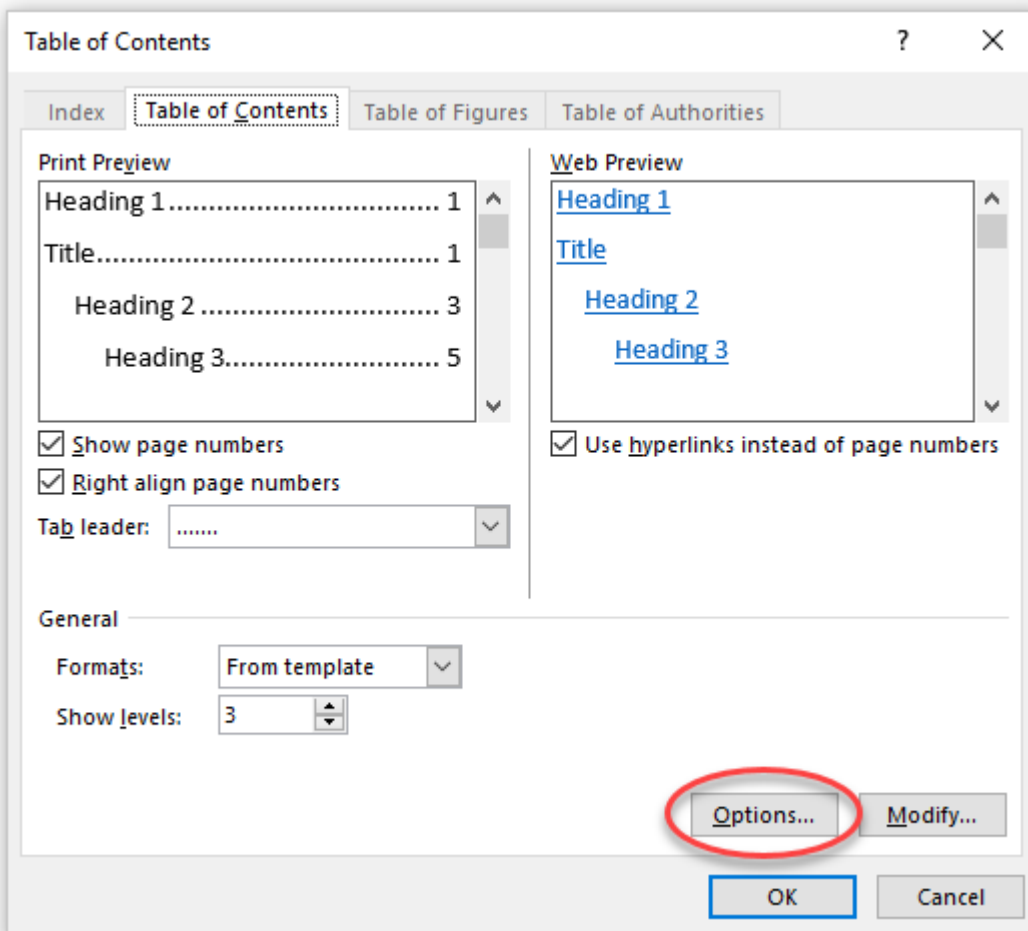 Table of Contents
?
Index Table of Contents Table of Figures Table of Authorities
Print Preview
Heading 1.................................... 1
Title............................................ 1
Heading 2 ............................... 3
Heading 3............................ 5
Show page numbers
Right align page numbers
Tab leader: .......
Web Preview
Heading 1
Title
Heading 2
Heading 3
Use hyperlinks instead of page numbers
General
Formats: From template
Show levels: 3
Options... Modify...
OK Cancel